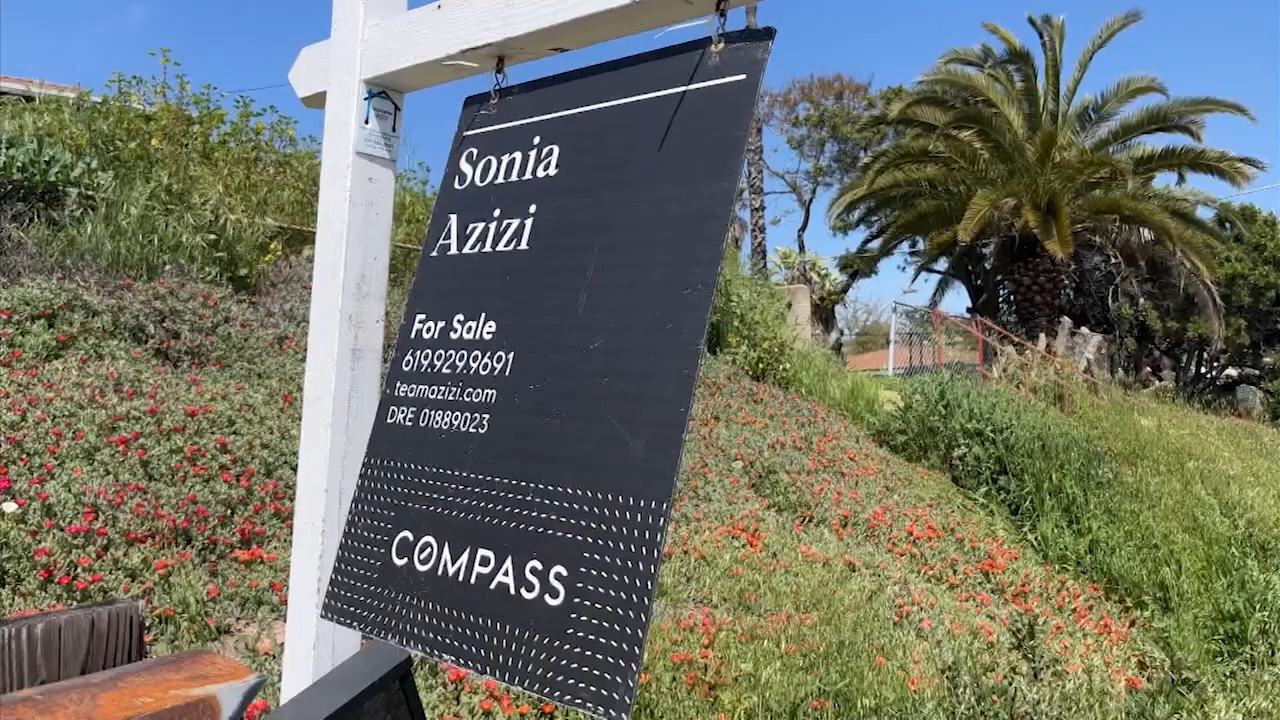 Sonia
Azizi
For Sale
619.929.9691
teamazizi.com
DRE 01889023
COMPASS